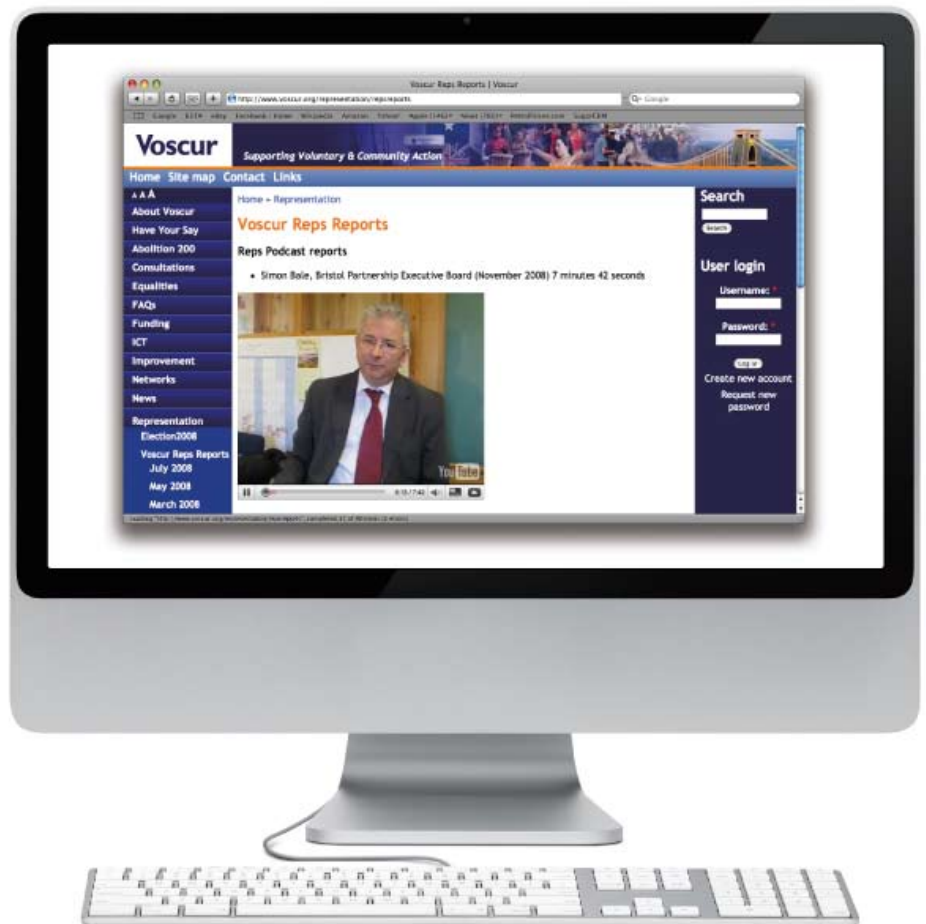 Voscur Reps Reports | Voscur
http://www.voscur.org/representation/repsreports
Google
Voscur
Supporting Voluntary & Community Action
Home Site map Contact Links
A A A
About Voscur
Have Your Say
Abolition 200
Consultations
Equalities
FAQs
Funding
ICT
Improvement
Networks
News
Representation
Election2008
Voscur Reps Reports
July 2008
May 2008
March 2008
Home » Representation
Voscur Reps Reports
Reps Podcast reports
• Simon Bale, Bristol Partnership Executive Board (November 2008) 7 minutes 42 seconds
YouTube
Search
Search
User login
Username: *
Password: *
Log in
Create new account
Request new
password